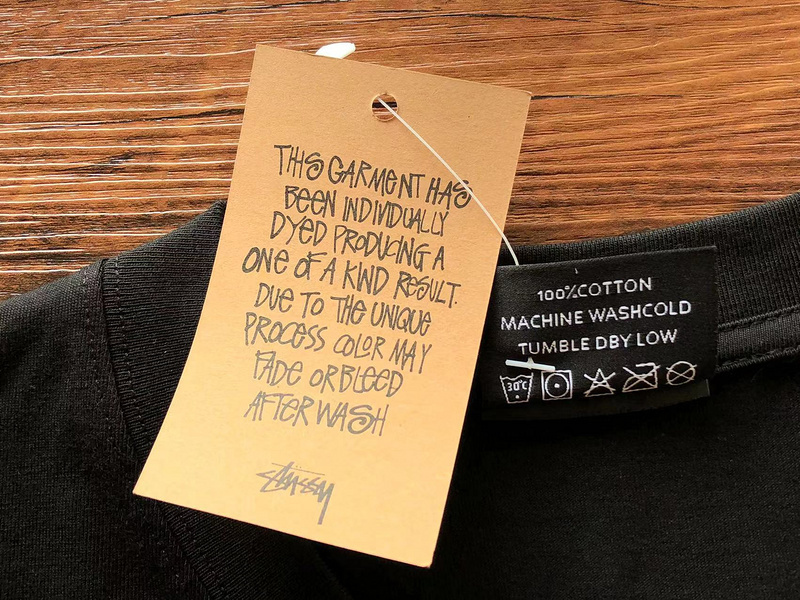 THIS GARMENT HAS
BEEN INDIVIDUALLY
DYED PRODUCING A
ONE OF A KIND RESULT.
DUE TO THE UNIQUE
PROCESS COLOR MAY
FADE OR BLEED
AFTER WASH
Stüssy
100%COTTON
MACHINE WASHCOLD
TUMBLE DBY LOW
30°C